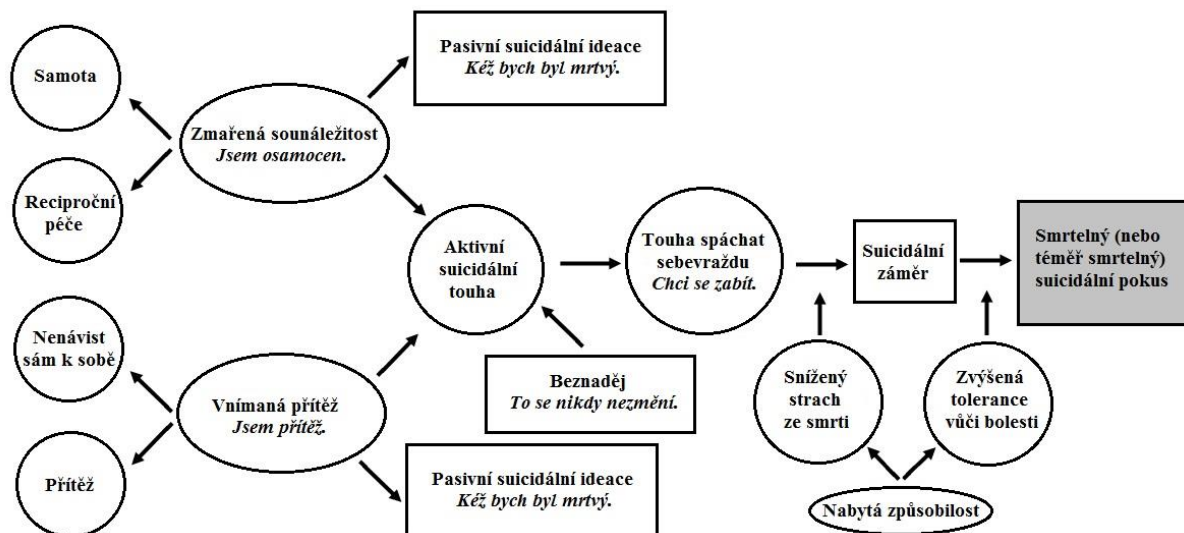 Pasivní suicidální ideace
Kéž bych byl mrtvý.
Samota
Zmařená sounáležitost
Jsem osamocen.
Reciproční
péče
Aktivní
suicidální
touha
Touha spáchat
sebevraždu
Chci se zabít.
Suicidální
záměr
Smrtelný (nebo
téměř smrtelný)
suicidální pokus
Nenávist
sám k sobě
Vnímaná přítěž
Jsem přítěž.
Beznaděj
To se nikdy nezmění.
Snížený
strach
ze smrti
Zvýšená
tolerance
vůči bolesti
Přítěž
Pasivní suicidální ideace
Kéž bych byl mrtvý.
Nabytá způsobilost